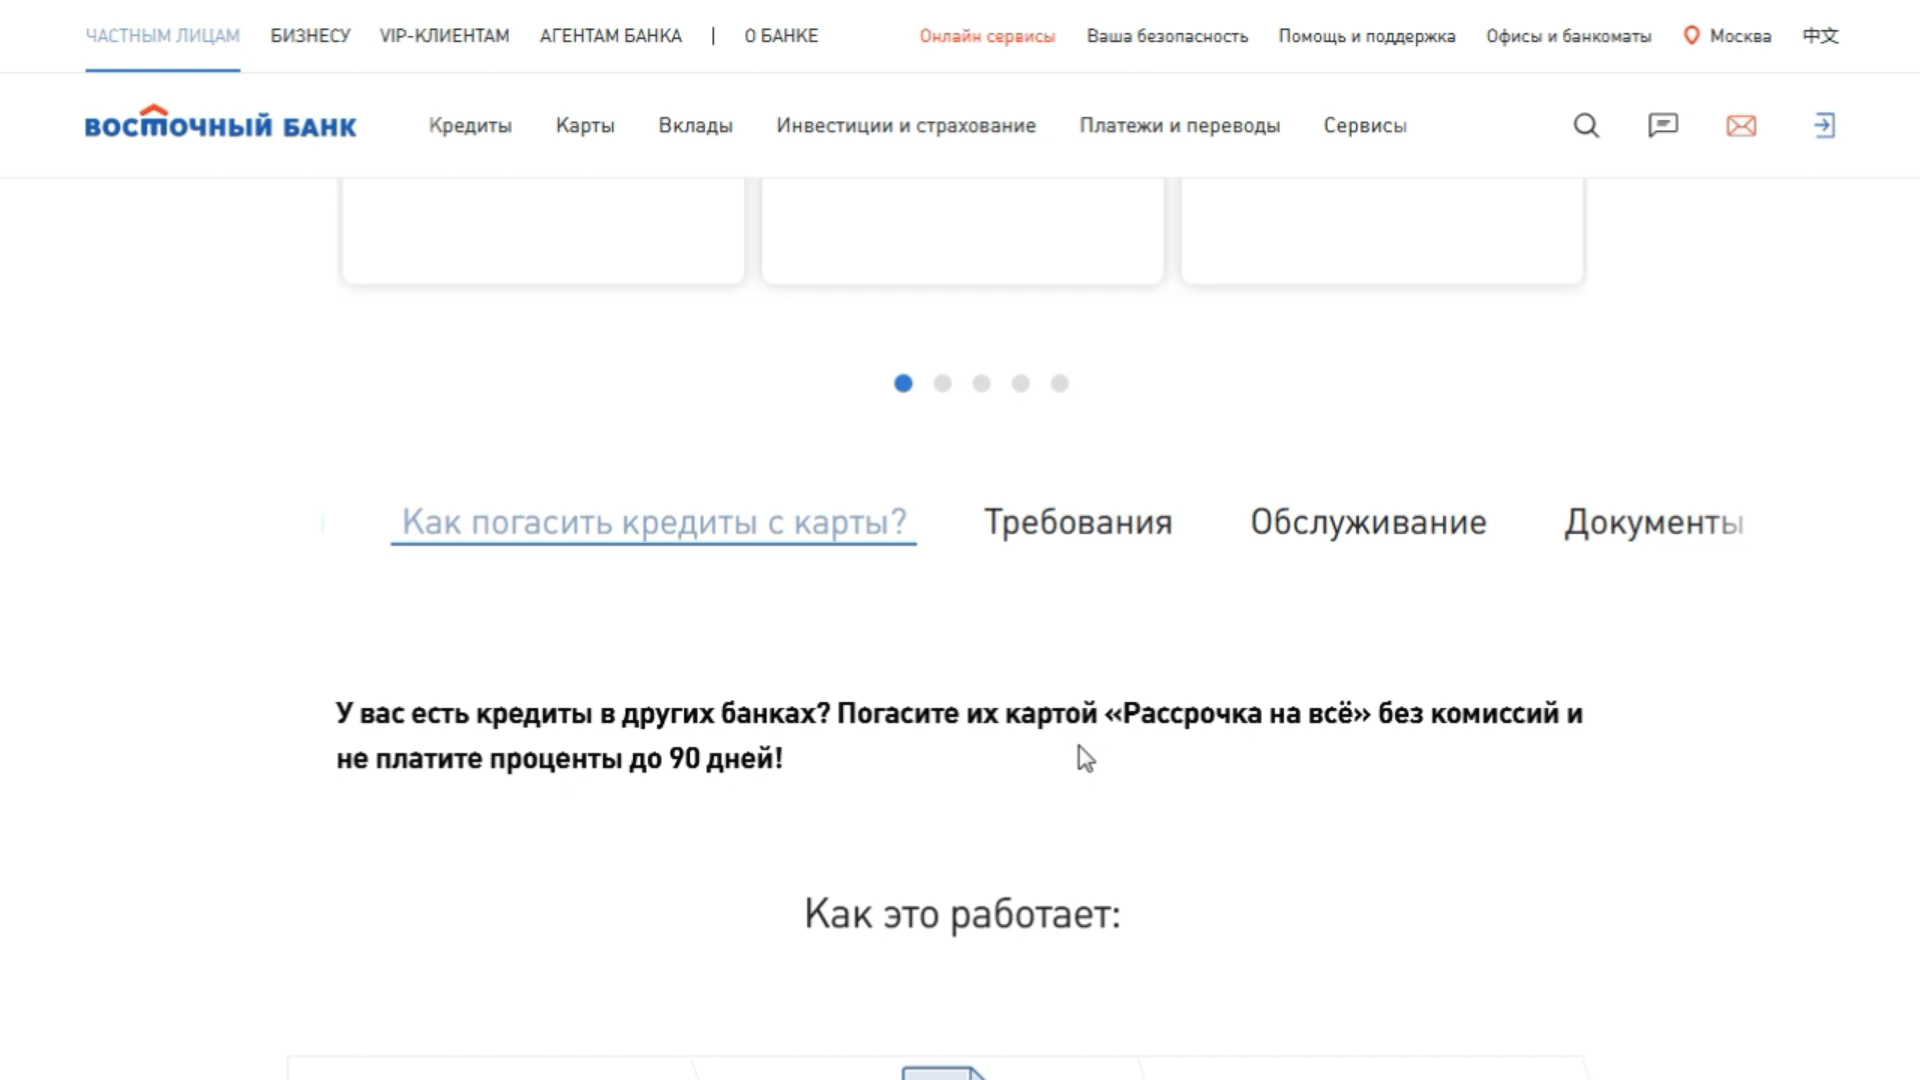 ЧАСТНЫМ ЛИЦАМ БИЗНЕСУ VIP-КЛИЕНТАМ АГЕНТАМ БАНКА | О БАНКЕ Онлайн сервисы Ваша безопасность Помощь и поддержка Офисы и банкоматы Москва 中文
ВОСТОЧНЫЙ БАНК Кредиты Карты Вклады Инвестиции и страхование Платежи и переводы Сервисы
Как погасить кредиты с карты? Требования Обслуживание Документы
У вас есть кредиты в других банках? Погасите их картой «Рассрочка на всё» без комиссий и
не платите проценты до 90 дней!
Как это работает: